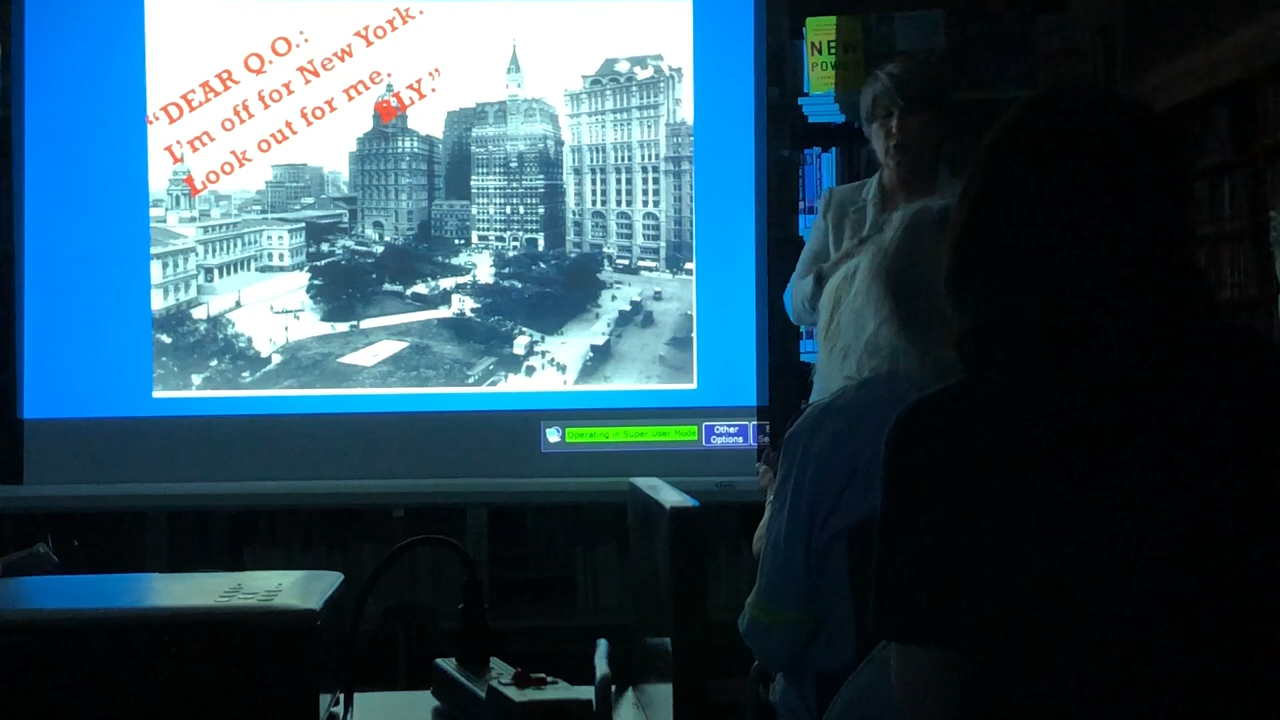 “DEAR Q.O.:
I’m off for New York.
Look out for me.
BLY.”
NEW
POW
Operating in Super User Mode
Other
Options